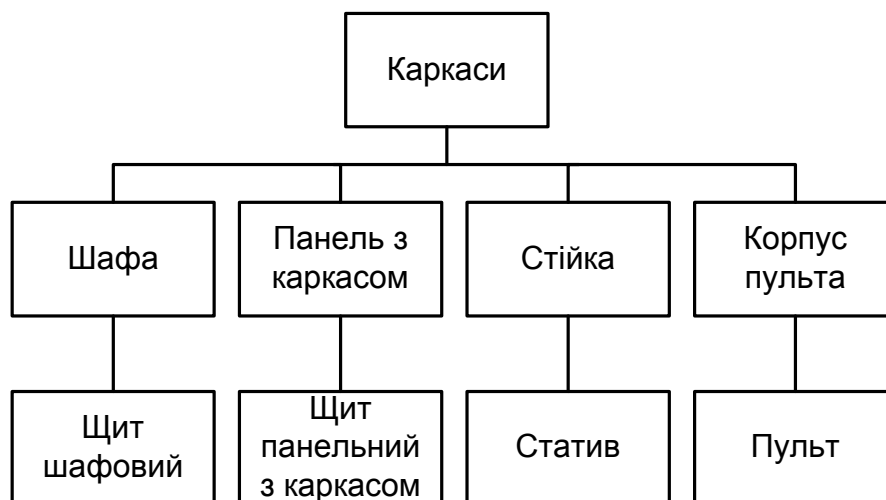 Каркаси
Шафа
Панель з
каркасом
Стійка
Корпус
пульта
Щит
шафовий
Щит
панельний
з каркасом
Статив
Пульт